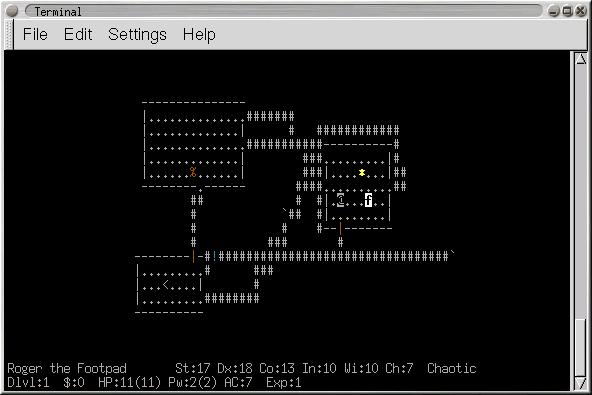 Terminal
File Edit Settings Help
Roger the Footpad St:17 Dx:18 Co:13 In:10 Wi:10 Ch:7 Chaotic
Dlvl:1 $:0 HP:11(11) Pw:2(2) AC:7 Exp:1